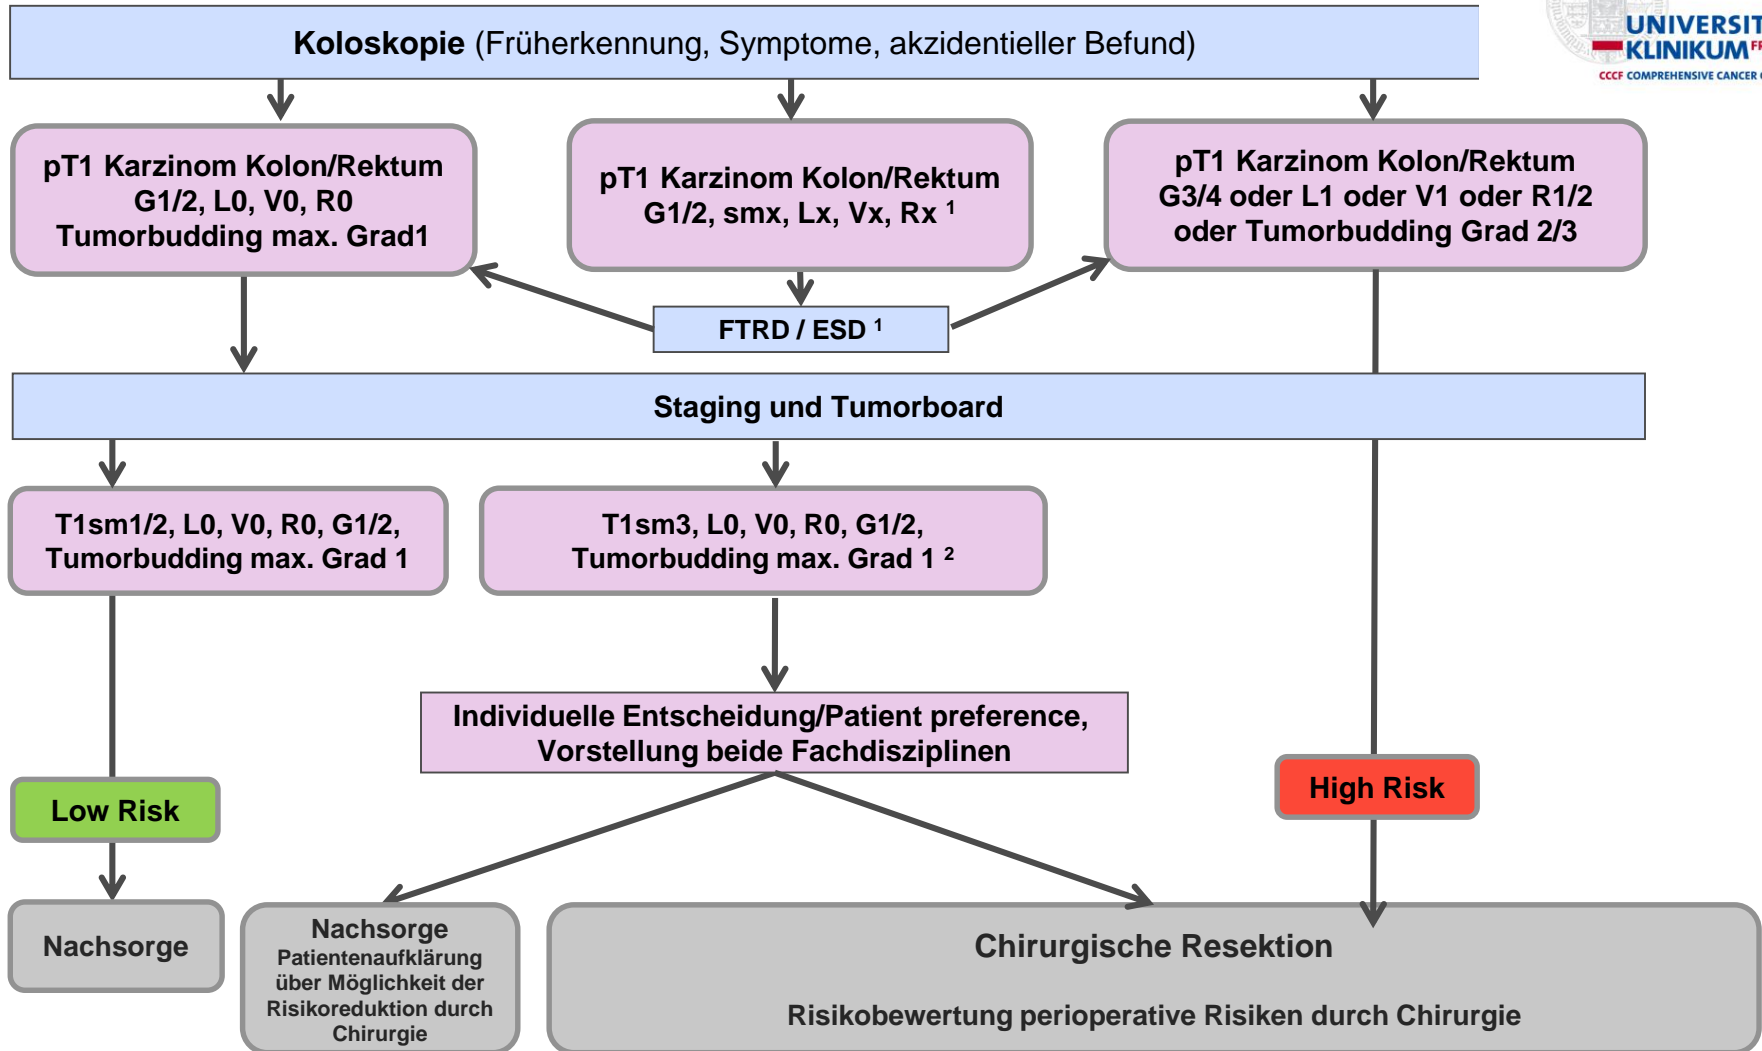 Koloskopie (Früherkennung, Symptome, akzidentieller Befund)
UNIVERSIT
KLINIKUM FR
CCCF COMPREHENSIVE CANCER
pT1 Karzinom Kolon/Rektum
G1/2, L0, V0, R0
Tumorbudding max. Grad1
pT1 Karzinom Kolon/Rektum
G1/2, smx, Lx, Vx, Rx ¹
pT1 Karzinom Kolon/Rektum
G3/4 oder L1 oder V1 oder R1/2
oder Tumorbudding Grad 2/3
FTRD / ESD ¹
Staging und Tumorboard
T1sm1/2, L0, V0, R0, G1/2,
Tumorbudding max. Grad 1
T1sm3, L0, V0, R0, G1/2,
Tumorbudding max. Grad 1 ²
Individuelle Entscheidung/Patient preference,
Vorstellung beide Fachdisziplinen
Low Risk
High Risk
Nachsorge
Nachsorge
Patientenaufklärung
über Möglichkeit der
Risikoreduktion durch
Chirurgie
Chirurgische Resektion
Risikobewertung perioperative Risiken durch Chirurgie